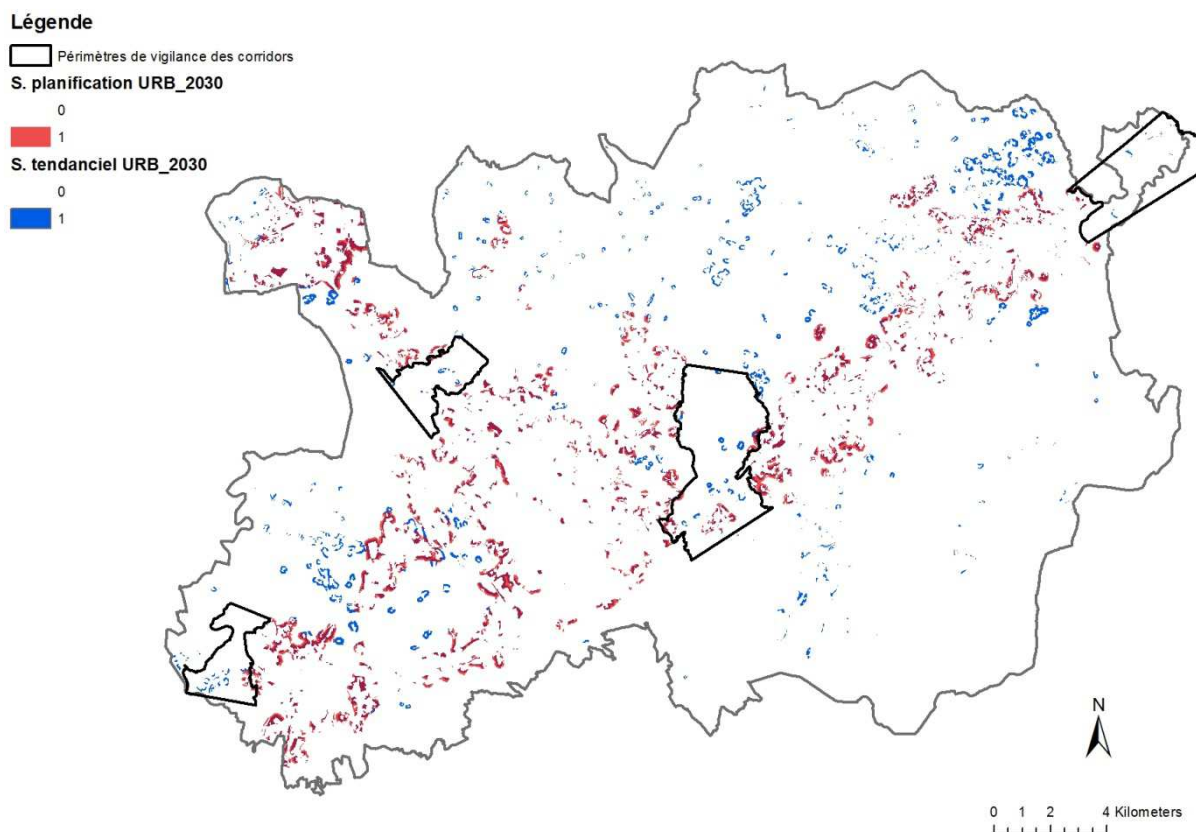 Légende
Périmètres de vigilance des corridors
S. planification URB_2030
0
1
S. tendanciel URB_2030
0
1
N
0 1 2 4 Kilometers